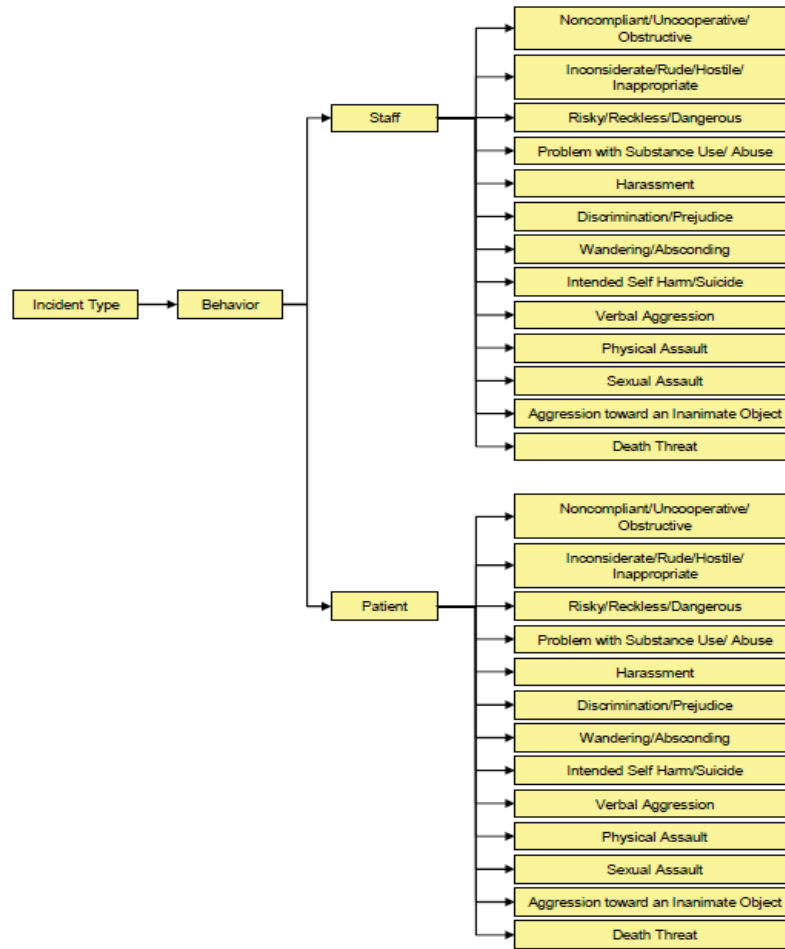 Noncompliant/Uncooperative/
Obstructive
Inconsiderate/Rude/Hostile/
Inappropriate
Staff
Risky/Reckless/Dangerous
Problem with Substance Use/ Abuse
Harassment
Discrimination/Prejudice
Wandering/Absconding
Intended Self Harm/Suicide
Incident Type
Behavior
Verbal Aggression
Physical Assault
Sexual Assault
Aggression toward an Inanimate Object
Death Threat
Noncompliant/Uncooperative/
Obstructive
Inconsiderate/Rude/Hostile/
Inappropriate
Patient
Risky/Reckless/Dangerous
Problem with Substance Use/ Abuse
Harassment
Discrimination/Prejudice
Wandering/Absconding
Intended Self Harm/Suicide
Verbal Aggression
Physical Assault
Sexual Assault
Aggression toward an Inanimate Object
Death Threat